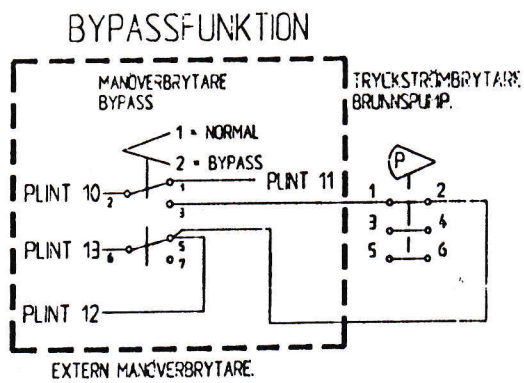 BYPASSFUNKTION
MANÖVERBRYTARE
BYPASS
TRYCKSTRÖMBRYTARE
BRUNNSPUMP.
1 = NORMAL
2 = BYPASS
P
PLINT 10
2
1
PLINT 11
3
1
2
3
4
PLINT 13
6
5
7
5
6
PLINT 12
EXTERN MANÖVERBRYTARE.